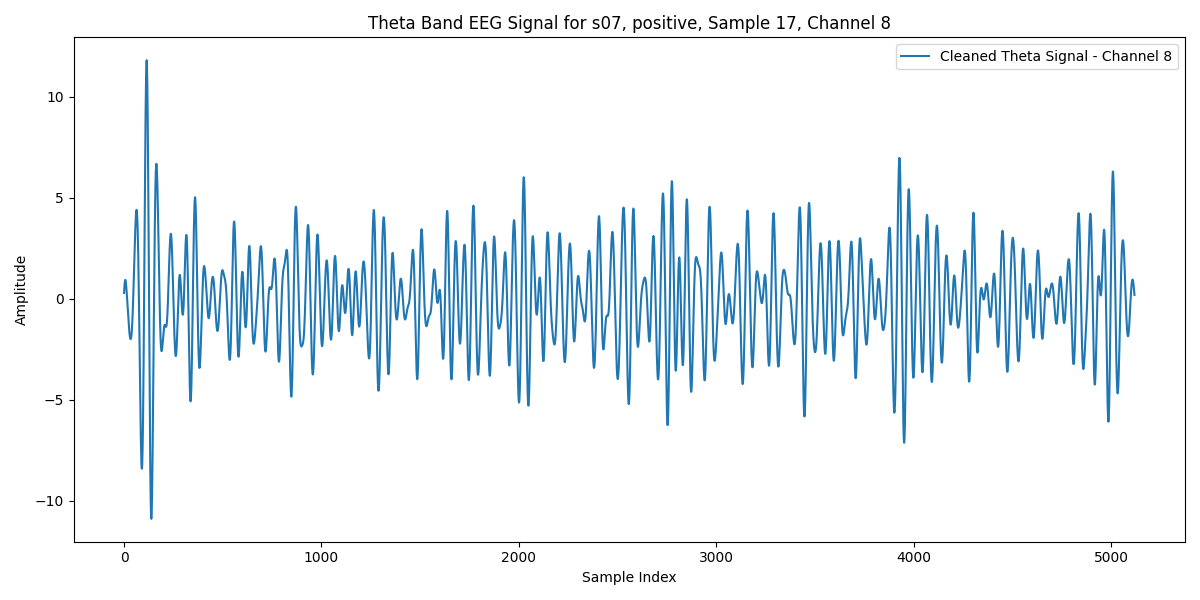 Theta Band EEG Signal for s07, positive, Sample 17, Channel 8
Cleaned Theta Signal - Channel 8
Amplitude
10
5
0
−5
−10
0 1000 2000 3000 4000 5000
Sample Index